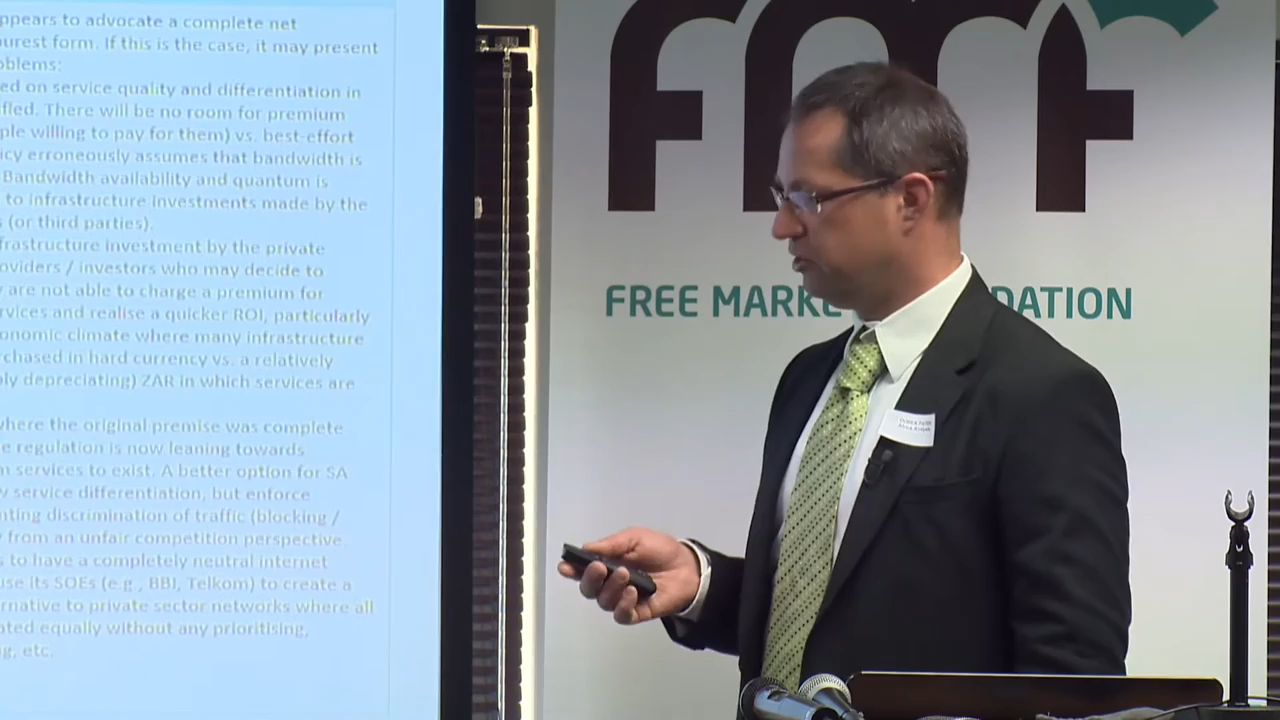 ppears to advocate a complete net
ourest form. If this is the case, it may present
oblems:
ed on service quality and differentiation in
fled. There will be no room for premium
ple willing to pay for them) vs. best-effort
icy erroneously assumes that bandwidth is
Bandwidth availability and quantum is
to infrastructure investments made by the
s (or third parties).
frastructure investment by the private
oviders / investors who may decide to
y are not able to charge a premium for
rvices and realise a quicker ROI, particularly
onomic climate where many infrastructure
rchased in hard currency vs. a relatively
bly depreciating) ZAR in which services are
where the original premise was complete
e regulation is now leaning towards
m services to exist. A better option for SA
w service differentiation, but enforce
nting discrimination of traffic (blocking /
y from an unfair competition perspective.
s to have a completely neutral internet
use its SOEs (e.g., BBI, Telkom) to create a
ernative to private sector networks where all
ated equally without any prioritising,
g, etc.
FMF
FREE MARKE DATION